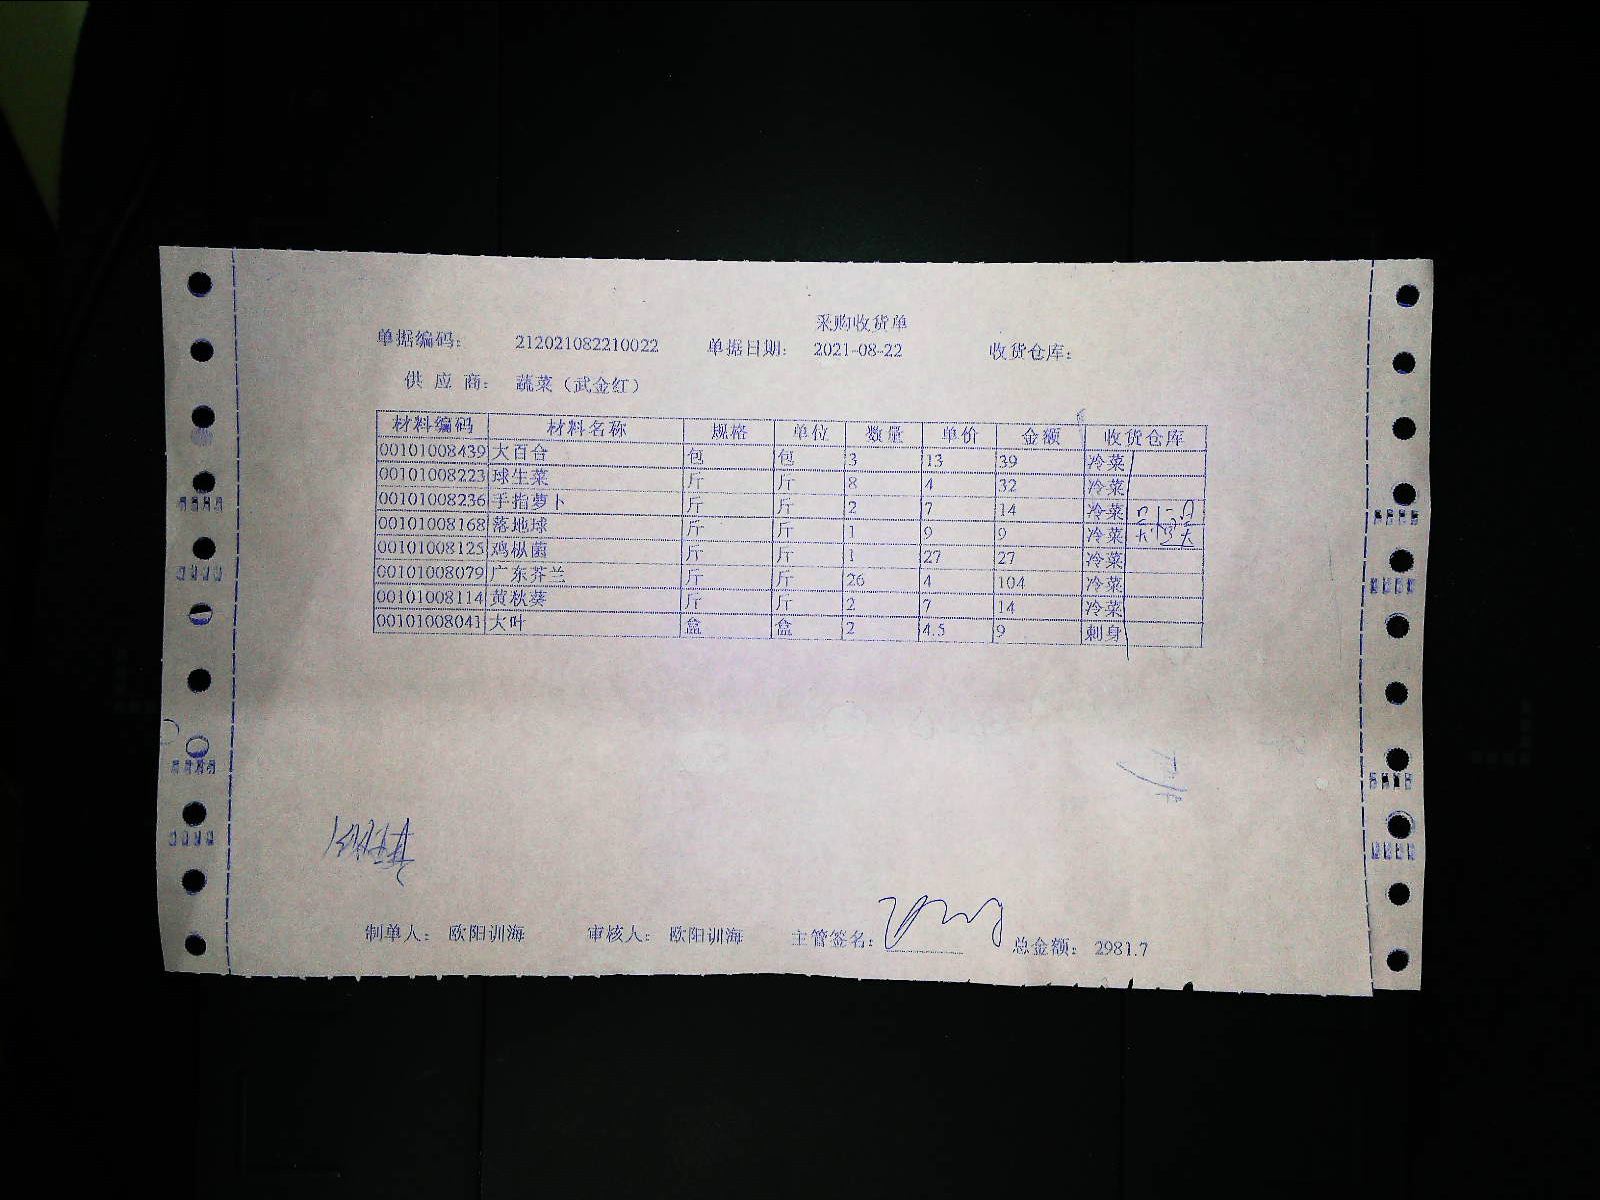 采购收货单
单据编码： 212021082210022 单据日期： 2021-08-22 收货仓库：
供 应 商： 蔬菜（武金红）
材料编码 材料名称 规格 单位 数量 单价 金额 收货仓库
00101008439 大百合 包 包 3 13 39 冷菜
00101008223 球生菜 斤 斤 8 4 32 冷菜
00101008236 手指萝卜 斤 斤 2 7 14 冷菜
00101008168 落地球 斤 斤 1 9 9 冷菜
00101008125 鸡枞菌 斤 斤 1 27 27 冷菜
00101008079 广东芥兰 斤 斤 26 4 104 冷菜
00101008114 黄秋葵 斤 斤 2 7 14 冷菜
00101008041 大叶 盒 盒 2 4.5 9 刺身
制单人： 欧阳训海 审核人： 欧阳训海 主管签名： 总金额： 2981.7